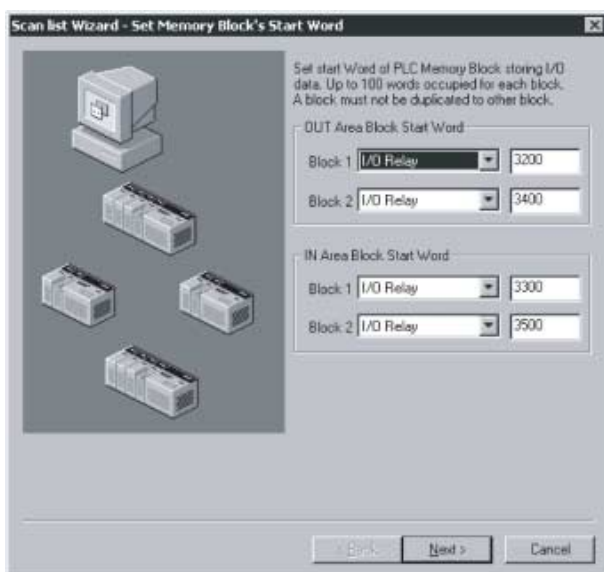 Scan list Wizard - Set Memory Block's Start Word
Set start Word of PLC Memory Block storing I/O
data. Up to 100 words occupied for each block.
A block must not be duplicated to other block.
OUT Area Block Start Word
Block 1 I/O Relay 3200
Block 2 I/O Relay 3400
IN Area Block Start Word
Block 1 I/O Relay 3300
Block 2 I/O Relay 3500
< Back Next > Cancel